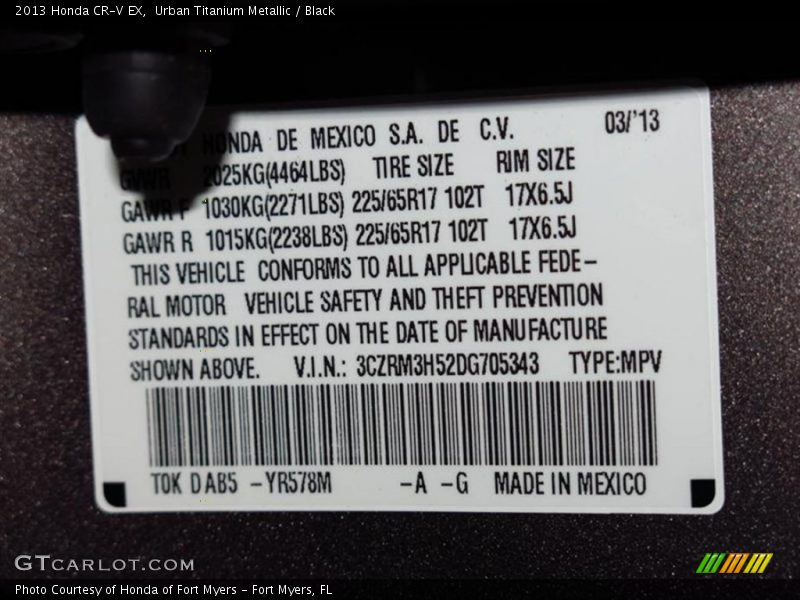 2013 Honda CR-V EX, Urban Titanium Metallic / Black
HONDA DE MEXICO S.A. DE C.V. 03/'13
GVWR 2025KG(4464LBS) TIRE SIZE RIM SIZE
GAWR F 1030KG(2271LBS) 225/65R17 102T 17X6.5J
GAWR R 1015KG(2238LBS) 225/65R17 102T 17X6.5J
THIS VEHICLE CONFORMS TO ALL APPLICABLE FEDE-
RAL MOTOR VEHICLE SAFETY AND THEFT PREVENTION
STANDARDS IN EFFECT ON THE DATE OF MANUFACTURE
SHOWN ABOVE. V.I.N.: 3CZRM3H52DG705343 TYPE:MPV
T0K DAB5 -YR578M -A -G MADE IN MEXICO
GTCARLOT.COM
Photo Courtesy of Honda of Fort Myers - Fort Myers, FL